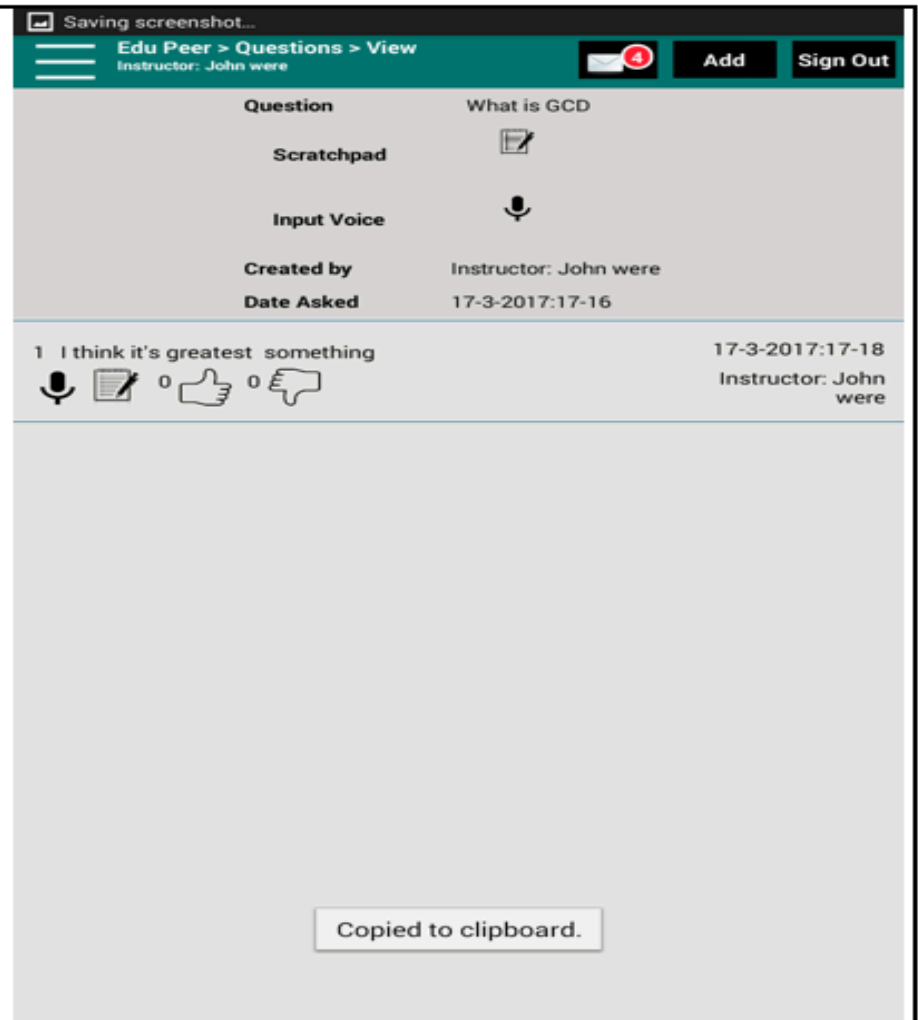 Saving screenshot...
Edu Peer > Questions > View
Instructor: John were
4
Add
Sign Out
Question What is GCD
Scratchpad
Input Voice
Created by Instructor: John were
Date Asked 17-3-2017:17-16
1 I think it's greatest something 17-3-2017:17-18
0 0 Instructor: John
were
Copied to clipboard.